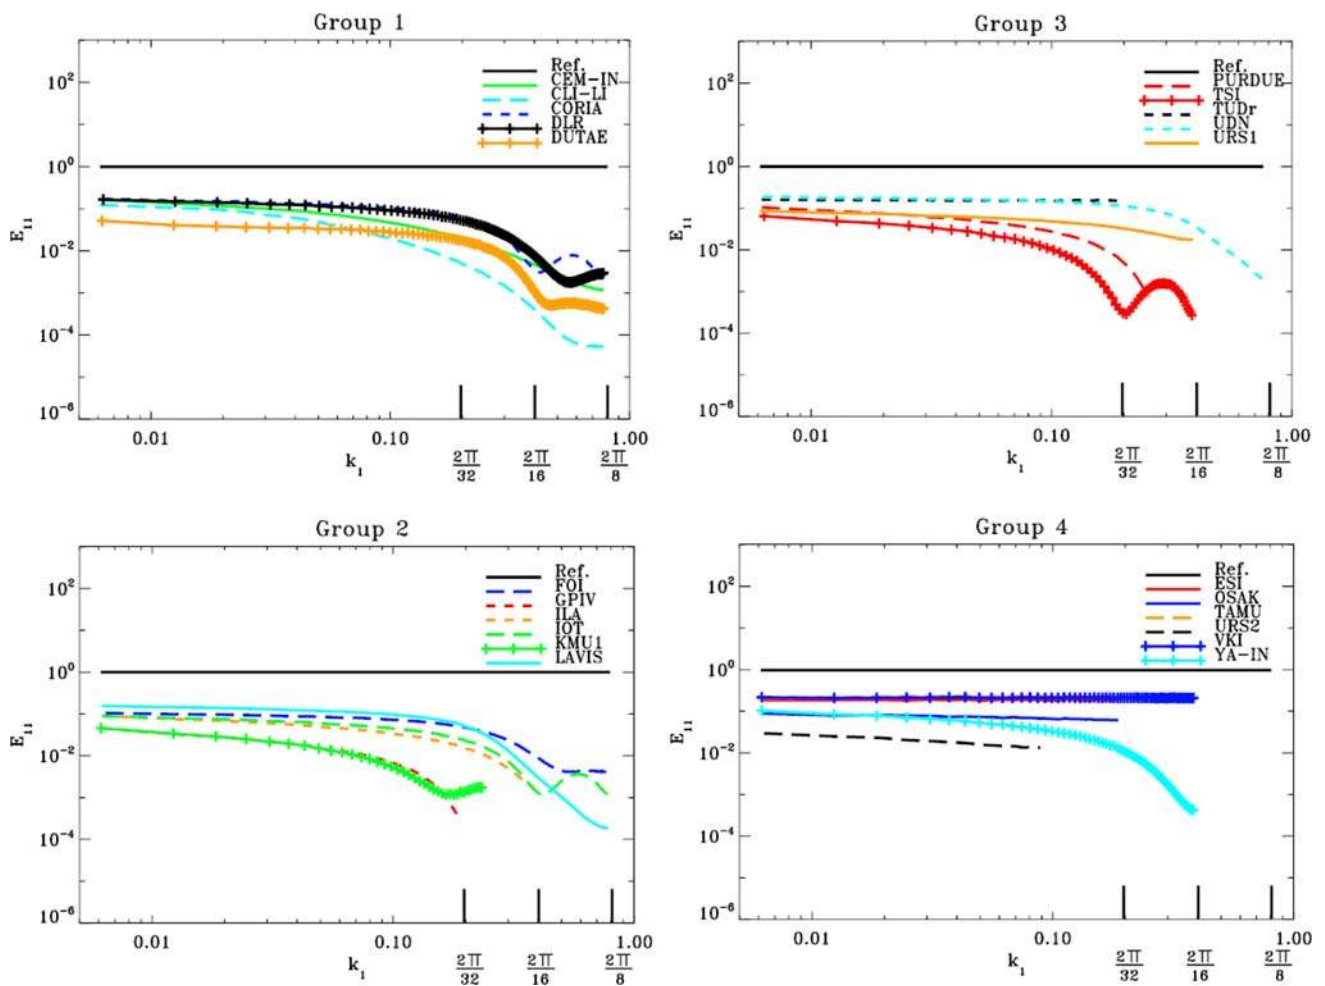 Group 1
Ref.
CEM-IN
CLI-LI
CORIA
DLR
DUTAE
10²
10⁰
10⁻²
10⁻⁴
10⁻⁶
E₁₁
0.01
0.10
1.00
k₁
2π/32
2π/16
2π/8
Group 3
Ref.
PURDUE
TSI
TUDr
UDN
URS1
10²
10⁰
10⁻²
10⁻⁴
10⁻⁶
E₁₁
0.01
0.10
1.00
k₁
2π/32
2π/16
2π/8
Group 2
Ref.
FOI
GPIV
ILA
IOT
KMU1
LAVIS
10²
10⁰
10⁻²
10⁻⁴
10⁻⁶
E₁₁
0.01
0.10
1.00
k₁
2π/32
2π/16
2π/8
Group 4
Ref.
ESI
OSAK
TAMU
URS2
VKI
YA-IN
10²
10⁰
10⁻²
10⁻⁴
10⁻⁶
E₁₁
0.01
0.10
1.00
k₁
2π/32
2π/16
2π/8